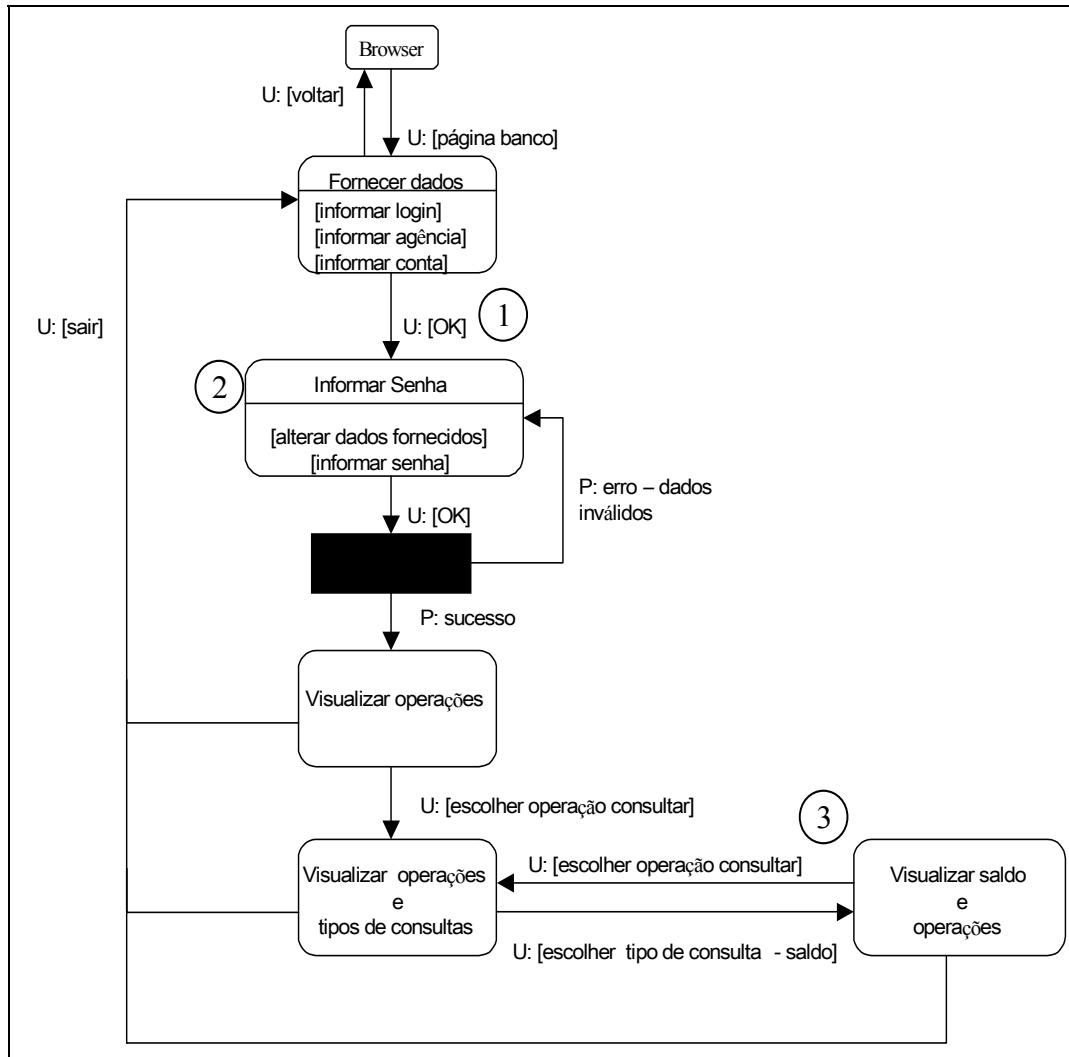 Browser
U: [voltar]
U: [página banco]
Fornecer dados
[informar login]
[informar agência]
[informar conta]
U: [sair]
U: [OK]
1
2
Informar Senha
[alterar dados fornecidos]
[informar senha]
P: erro – dados
inválidos
U: [OK]
P: sucesso
Visualizar operações
U: [escolher operação consultar]
3
Visualizar operações
e
tipos de consultas
U: [escolher operação consultar]
U: [escolher tipo de consulta - saldo]
Visualizar saldo
e
operações